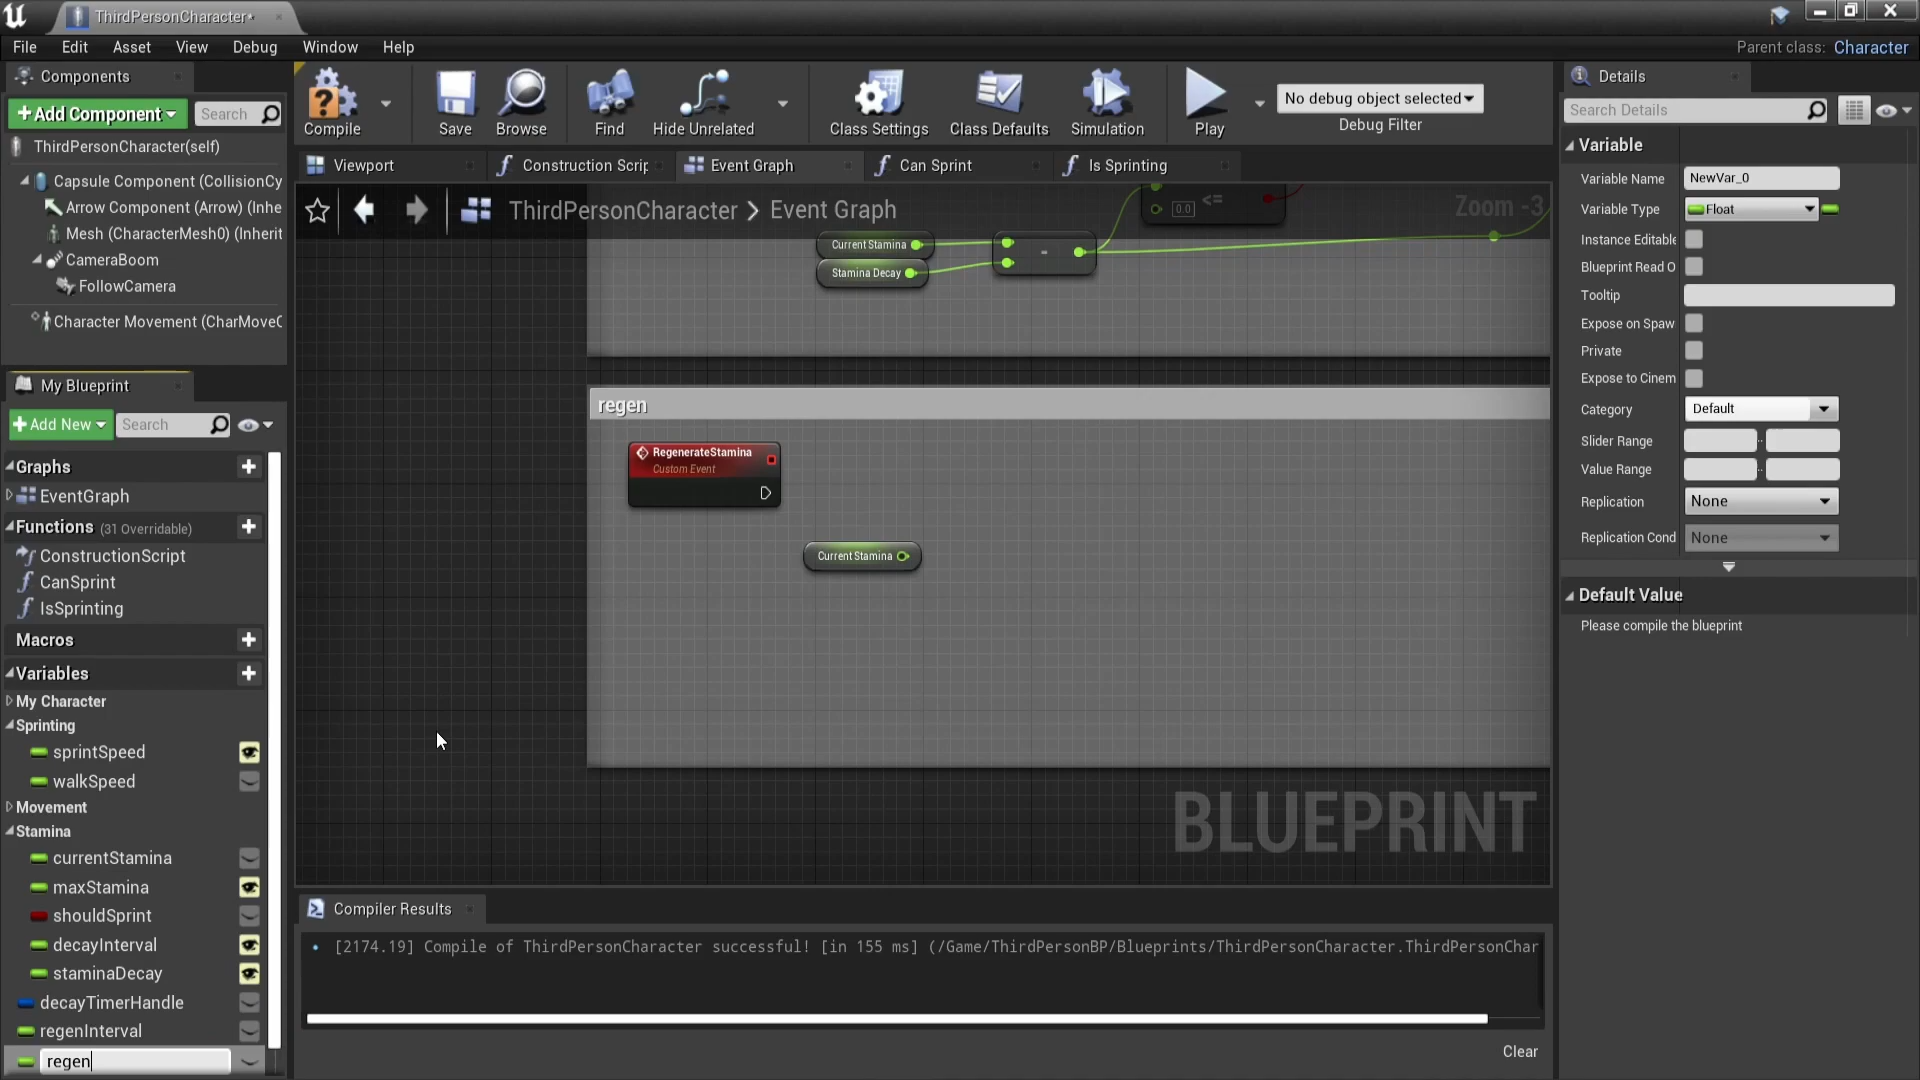 ThirdPersonCharacter*
File Edit Asset View Debug Window Help
Parent class: Character
Components
+Add Component
Search
ThirdPersonCharacter(self)
Capsule Component (CollisionCy
Arrow Component (Arrow) (Inhe
Mesh (CharacterMesh0) (Inherit
CameraBoom
FollowCamera
Character Movement (CharMoveC
Compile
Save
Browse
Find
Hide Unrelated
Class Settings
Class Defaults
Simulation
Play
No debug object selected
Debug Filter
Viewport
Construction Scrip
Event Graph
Can Sprint
Is Sprinting
ThirdPersonCharacter > Event Graph
Zoom -3
0.0 <=
Current Stamina
Stamina Decay
-
regen
RegenerateStamina
Custom Event
Current Stamina
BLUEPRINT
My Blueprint
+Add New
Search
Graphs
EventGraph
Functions (31 Overridable)
ConstructionScript
CanSprint
IsSprinting
Macros
Variables
My Character
Sprinting
sprintSpeed
walkSpeed
Movement
Stamina
currentStamina
maxStamina
shouldSprint
decayInterval
staminaDecay
decayTimerHandle
regenInterval
regen
Compiler Results
[2174.19] Compile of ThirdPersonCharacter successful! [in 155 ms] (/Game/ThirdPersonBP/Blueprints/ThirdPersonCharacter.ThirdPersonChar
Clear
Details
Search Details
Variable
Variable Name NewVar_0
Variable Type Float
Instance Editable
Blueprint Read O
Tooltip
Expose on Spaw
Private
Expose to Cinem
Category Default
Slider Range
Value Range
Replication None
Replication Cond None
Default Value
Please compile the blueprint